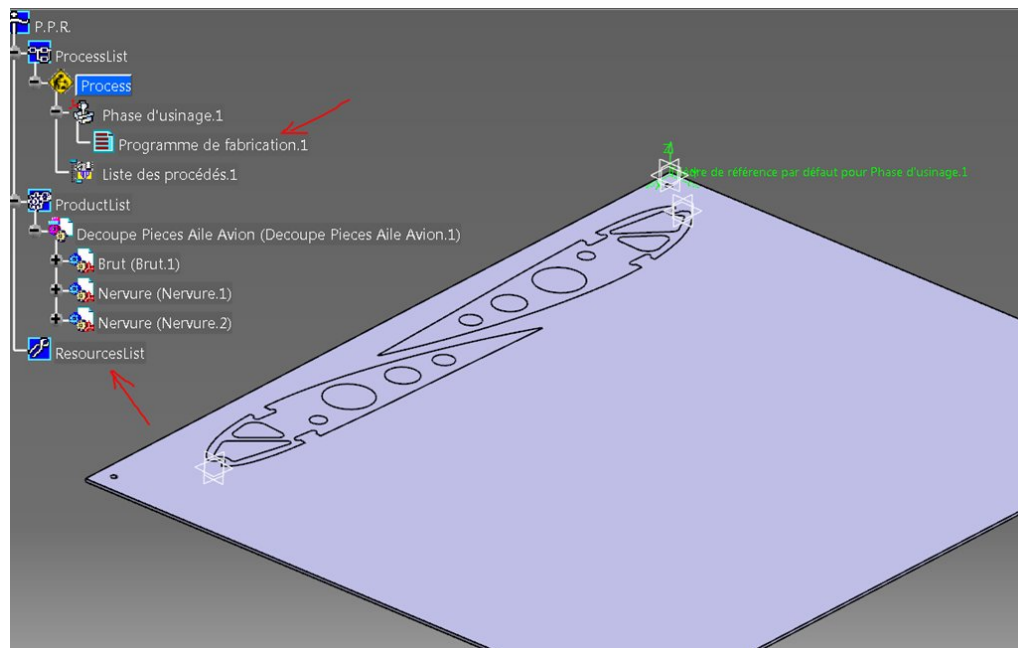 P.P.R.
ProcessList
Process
Phase d'usinage.1
Programme de fabrication.1
Liste des procédés.1
ProductList
Decoupe Pieces Aile Avion (Decoupe Pieces Aile Avion.1)
Brut (Brut.1)
Nervure (Nervure.1)
Nervure (Nervure.2)
ResourcesList
Z
de référence par défaut pour Phase d'usinage.1